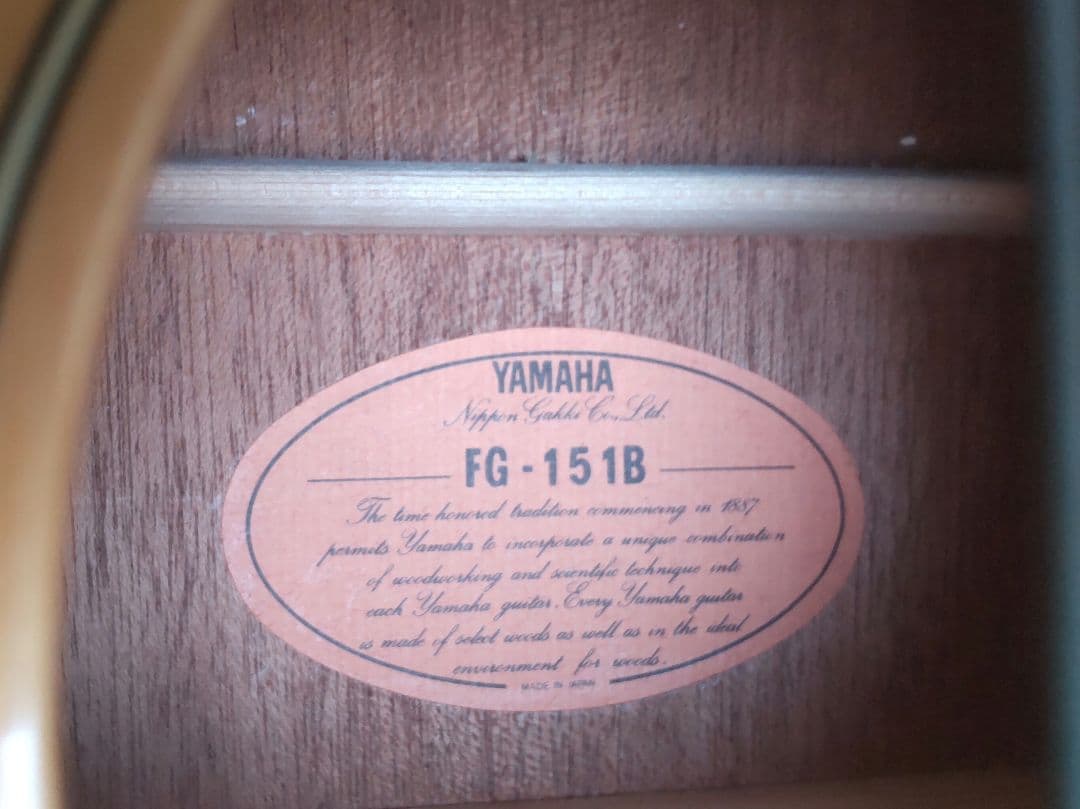 YAMAHA
Nippon Gakki Co., Ltd.
FG-151B
The time honored tradition commencing in 1887
permits Yamaha to incorporate a unique combination
of woodworking and scientific technique into
each Yamaha guitar. Every Yamaha guitar
is made of select woods as well as in the ideal
environment for woods.
MADE IN JAPAN